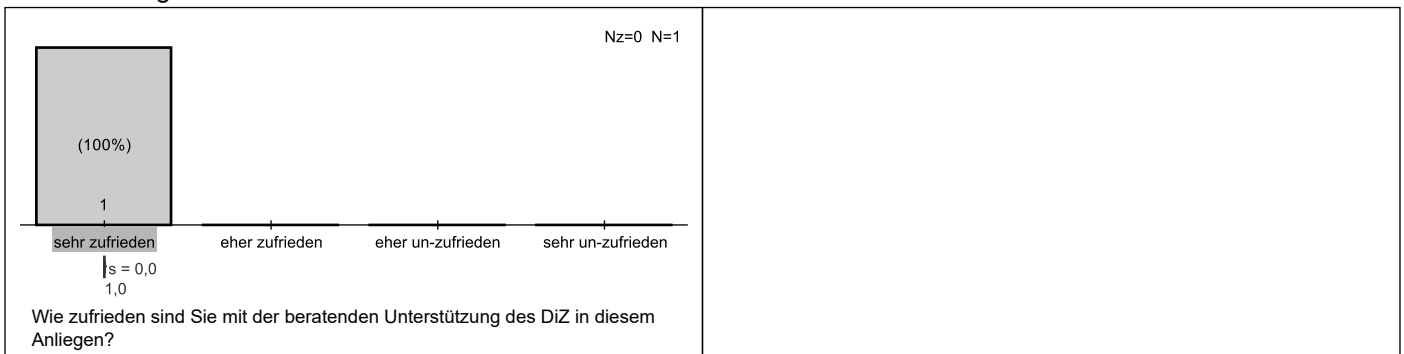 Nz=0 N=1
(100%)
1
sehr zufrieden eher zufrieden eher un-zufrieden sehr un-zufrieden
s = 0,0
1,0
Wie zufrieden sind Sie mit der beratenden Unterstützung des DiZ in diesem
Anliegen?